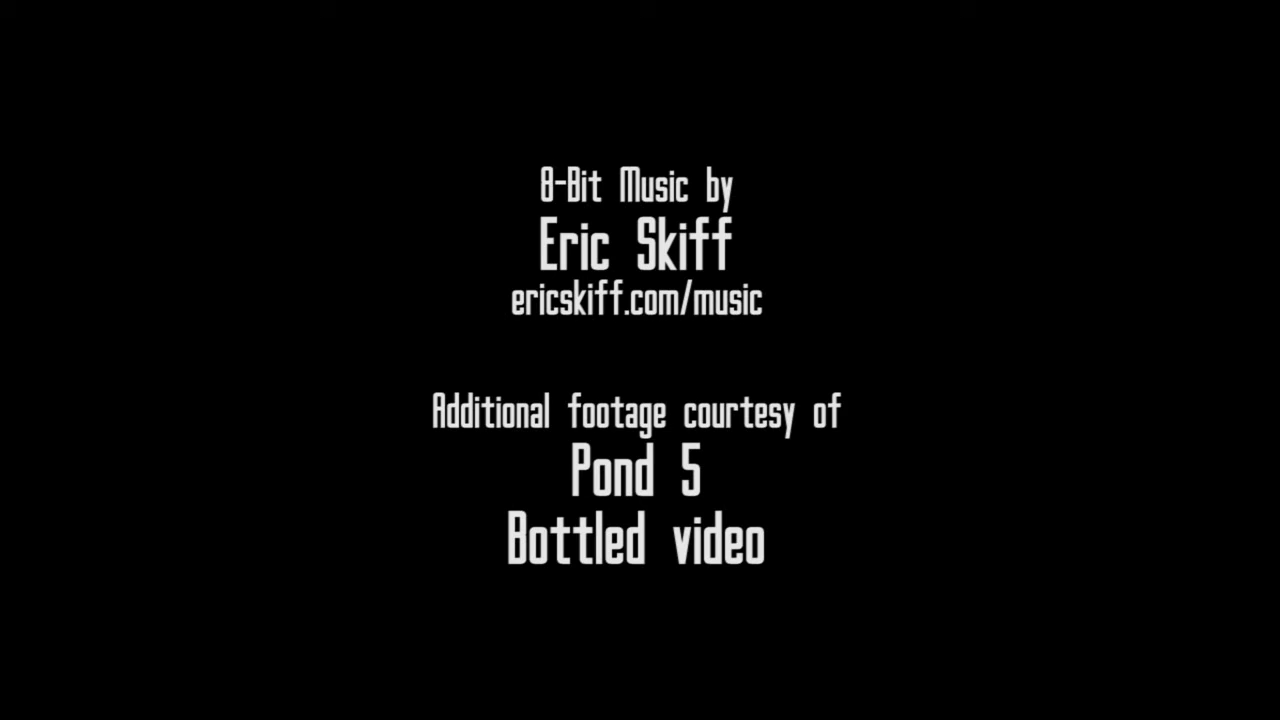 8-Bit Music by
Eric Skiff
ericskiff.com/music
Additional footage courtesy of
Pond 5
Bottled video